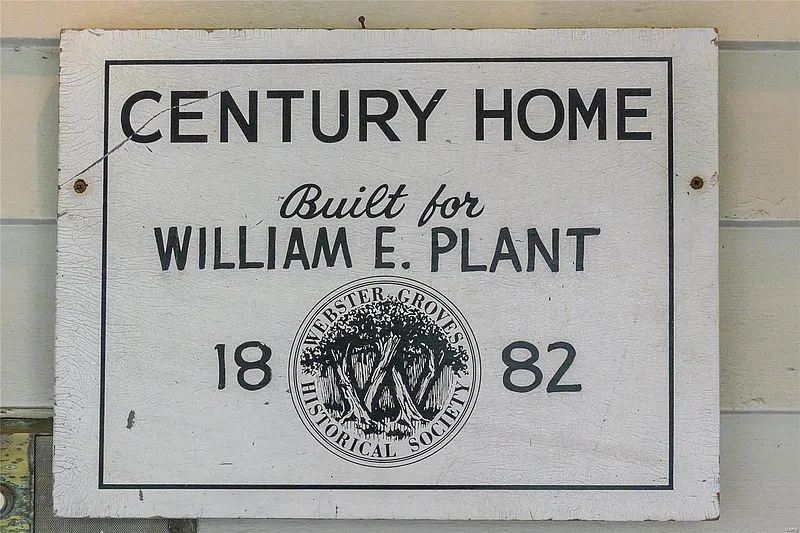 CENTURY HOME
Built for
WILLIAM E. PLANT
18 82
WEBSTER GROVES
HISTORICAL SOCIETY